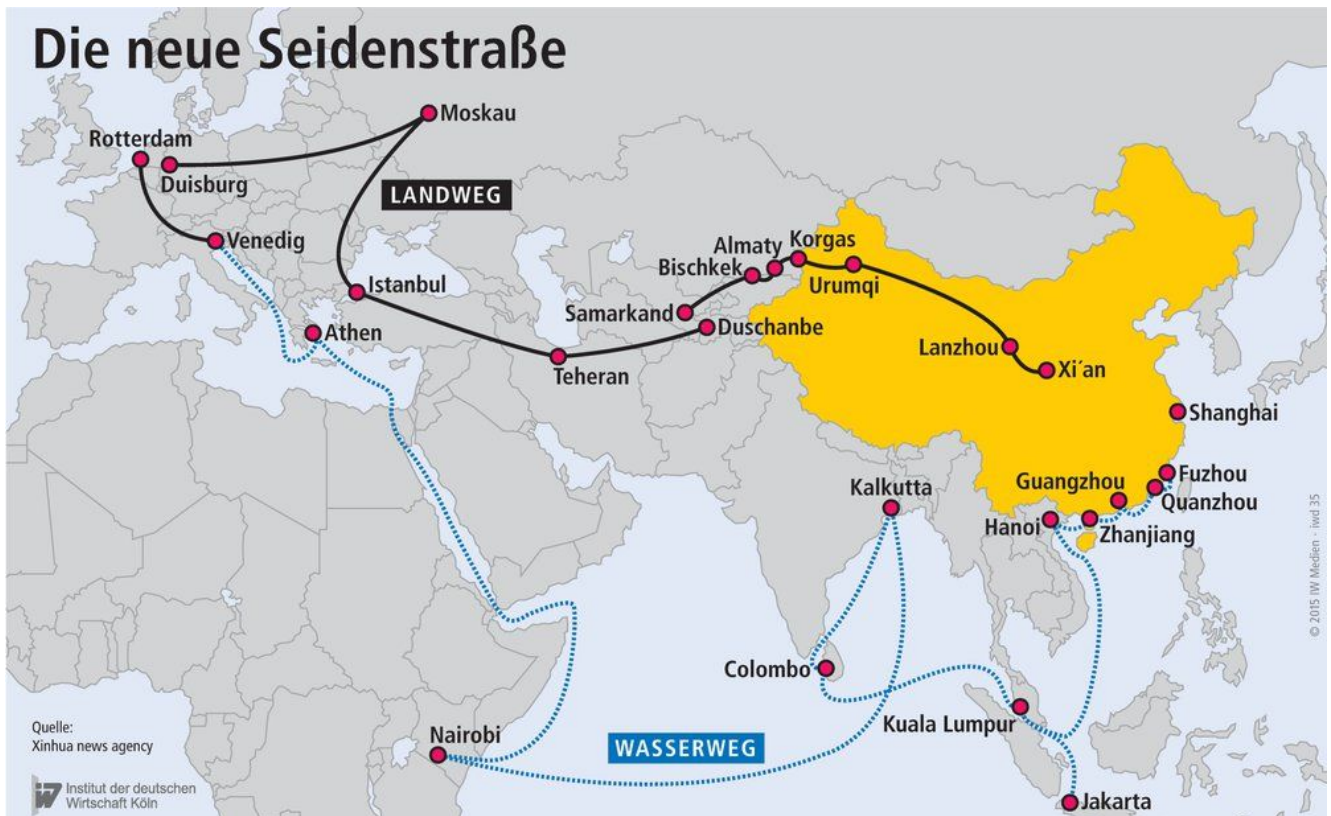 Die neue Seidenstraße
Moskau
Rotterdam
Duisburg
LANDWEG
Venedig
Istanbul
Athen
Teheran
Almaty
Korgas
Bischkek
Urumqi
Samarkand
Duschanbe
Lanzhou
Xi´an
Shanghai
Fuzhou
Guangzhou
Quanzhou
Kalkutta
Hanoi
Zhanjiang
Colombo
Kuala Lumpur
Nairobi
WASSERWEG
Jakarta
Quelle:
Xinhua news agency
iw Institut der deutschen
Wirtschaft Köln
© 2015 IW Medien · iwd 35